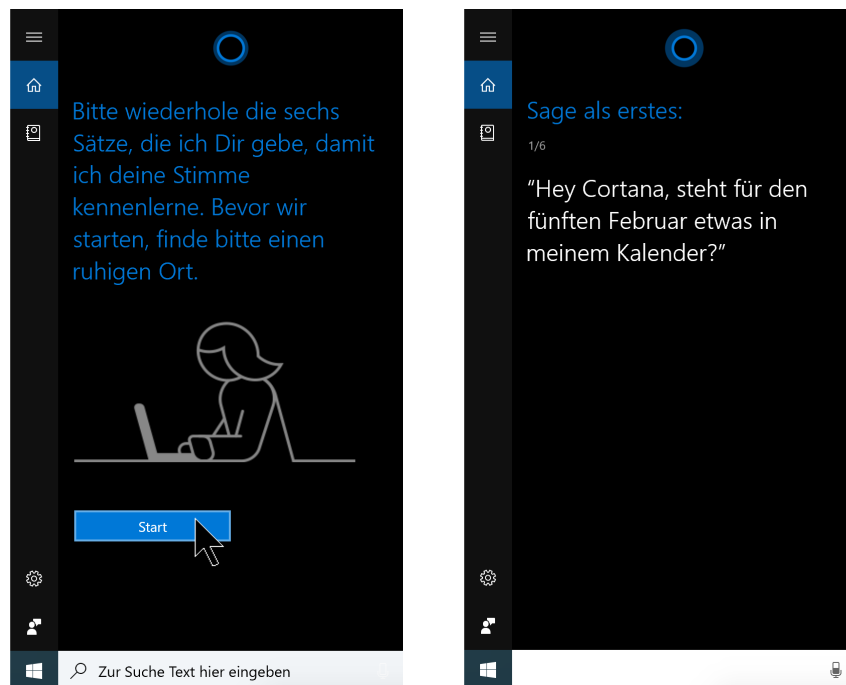 Bitte wiederhole die sechs
Sätze, die ich Dir gebe, damit
ich deine Stimme
kennenlerne. Bevor wir
starten, finde bitte einen
ruhigen Ort.
Start
Zur Suche Text hier eingeben
Sage als erstes:
1/6
“Hey Cortana, steht für den
fünften Februar etwas in
meinem Kalender?”